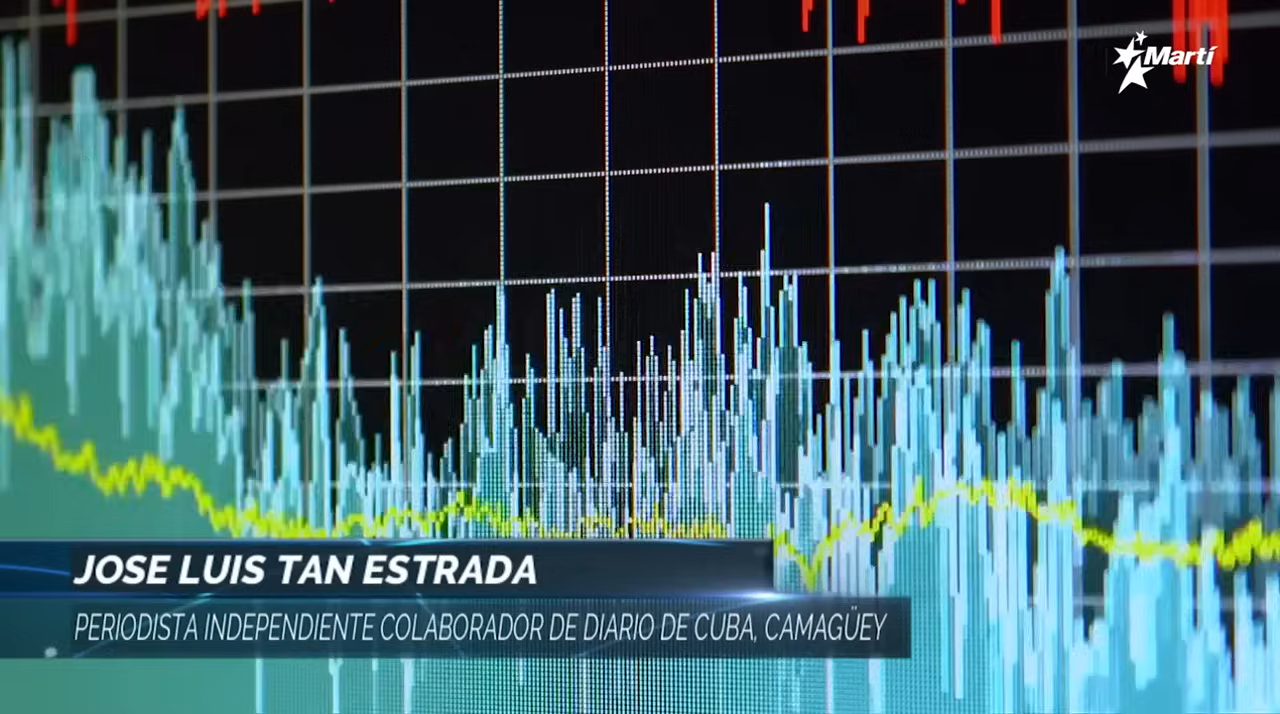 Martí
JOSE LUIS TAN ESTRADA
PERIODISTA INDEPENDIENTE COLABORADOR DE DIARIO DE CUBA, CAMAGÜEY